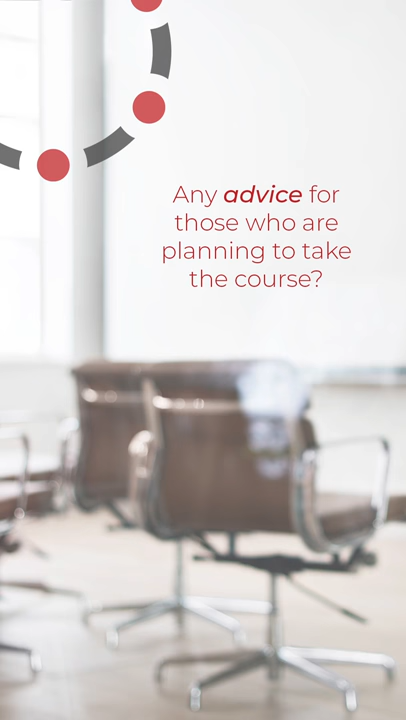 Any advice for
those who are
planning to take
the course?